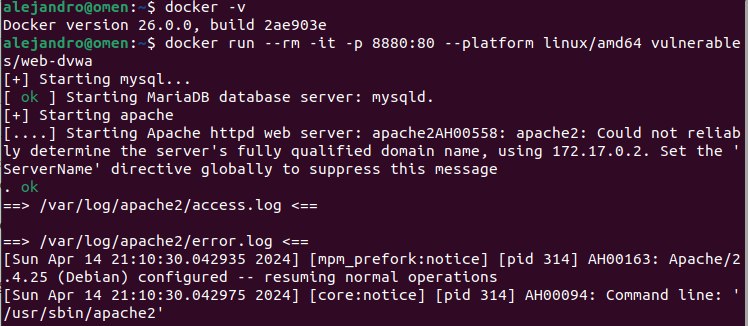 alejandro@omen:~$ docker -v
Docker version 26.0.0, build 2ae903e
alejandro@omen:~$ docker run --rm -it -p 8880:80 --platform linux/amd64 vulnerable
s/web-dvwa
[+] Starting mysql...
[ ok ] Starting MariaDB database server: mysqld.
[+] Starting apache
[....] Starting Apache httpd web server: apache2AH00558: apache2: Could not reliab
ly determine the server's fully qualified domain name, using 172.17.0.2. Set the '
ServerName' directive globally to suppress this message
. ok
==> /var/log/apache2/access.log <==

==> /var/log/apache2/error.log <==
[Sun Apr 14 21:10:30.042935 2024] [mpm_prefork:notice] [pid 314] AH00163: Apache/2
.4.25 (Debian) configured -- resuming normal operations
[Sun Apr 14 21:10:30.042975 2024] [core:notice] [pid 314] AH00094: Command line: '
/usr/sbin/apache2'